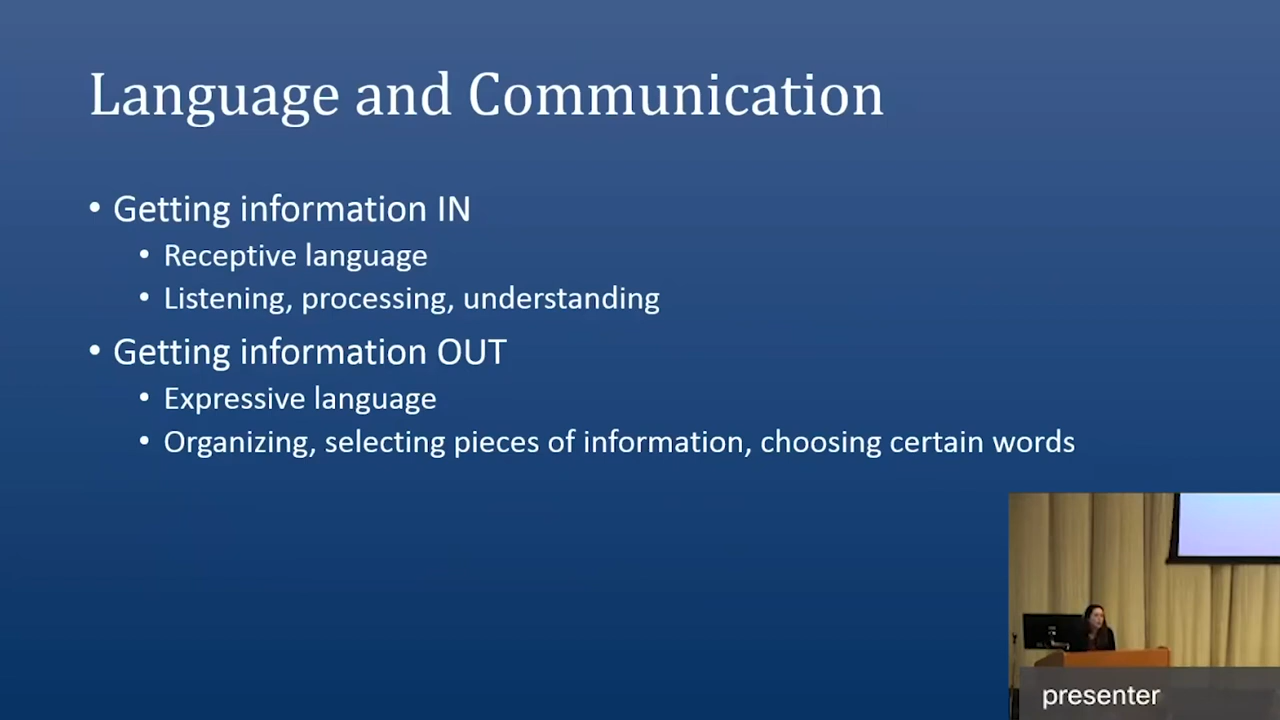 Language and Communication
• Getting information IN
• Receptive language
• Listening, processing, understanding
• Getting information OUT
• Expressive language
• Organizing, selecting pieces of information, choosing certain words
presenter